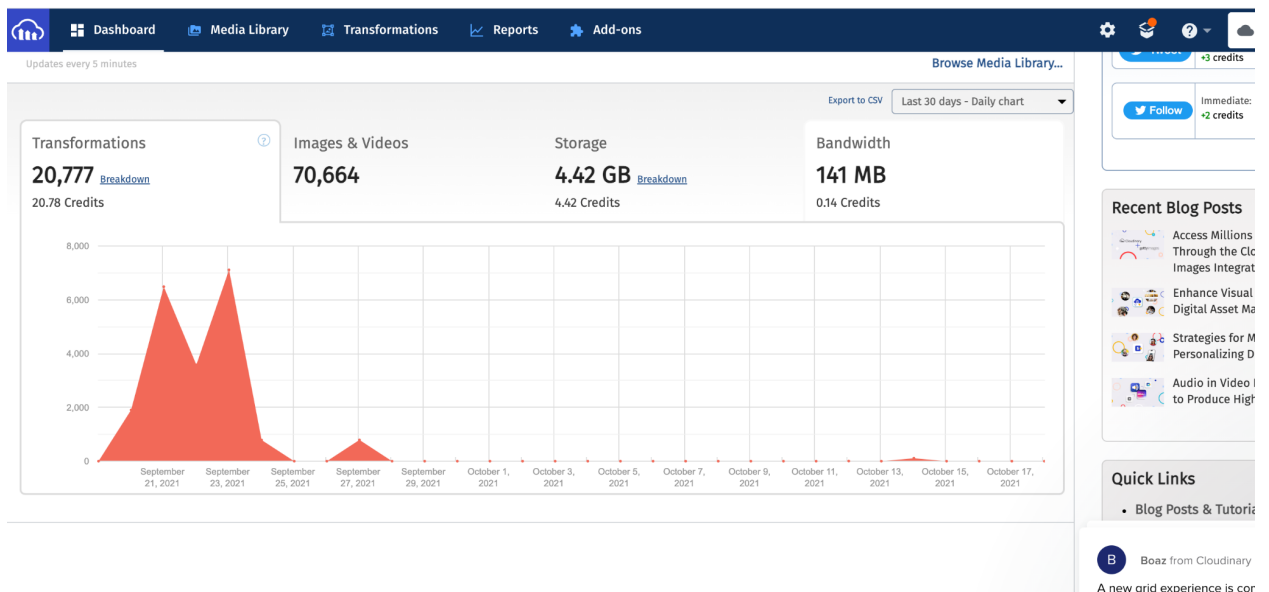 Dashboard
Media Library
Transformations
Reports
Add-ons
Updates every 5 minutes
Browse Media Library...
Export to CSV
Last 30 days - Daily chart
Transformations
20,777 Breakdown
20.78 Credits
Images & Videos
70,664
Storage
4.42 GB Breakdown
4.42 Credits
Bandwidth
141 MB
0.14 Credits
8,000
6,000
4,000
2,000
0
September
21, 2021
September
23, 2021
September
25, 2021
September
27, 2021
September
29, 2021
October 1,
2021
October 3,
2021
October 5,
2021
October 7,
2021
October 9,
2021
October 11,
2021
October 13,
2021
October 15,
2021
October 17,
2021
+3 credits
Follow
Immediate:
+2 credits
Recent Blog Posts
Access Millions
Through the Clo
Images Integrat
Enhance Visual
Digital Asset Ma
Strategies for M
Personalizing D
Audio in Video
to Produce High
Quick Links
Blog Posts & Tutoria
B
Boaz from Cloudinary
A new grid experience is con